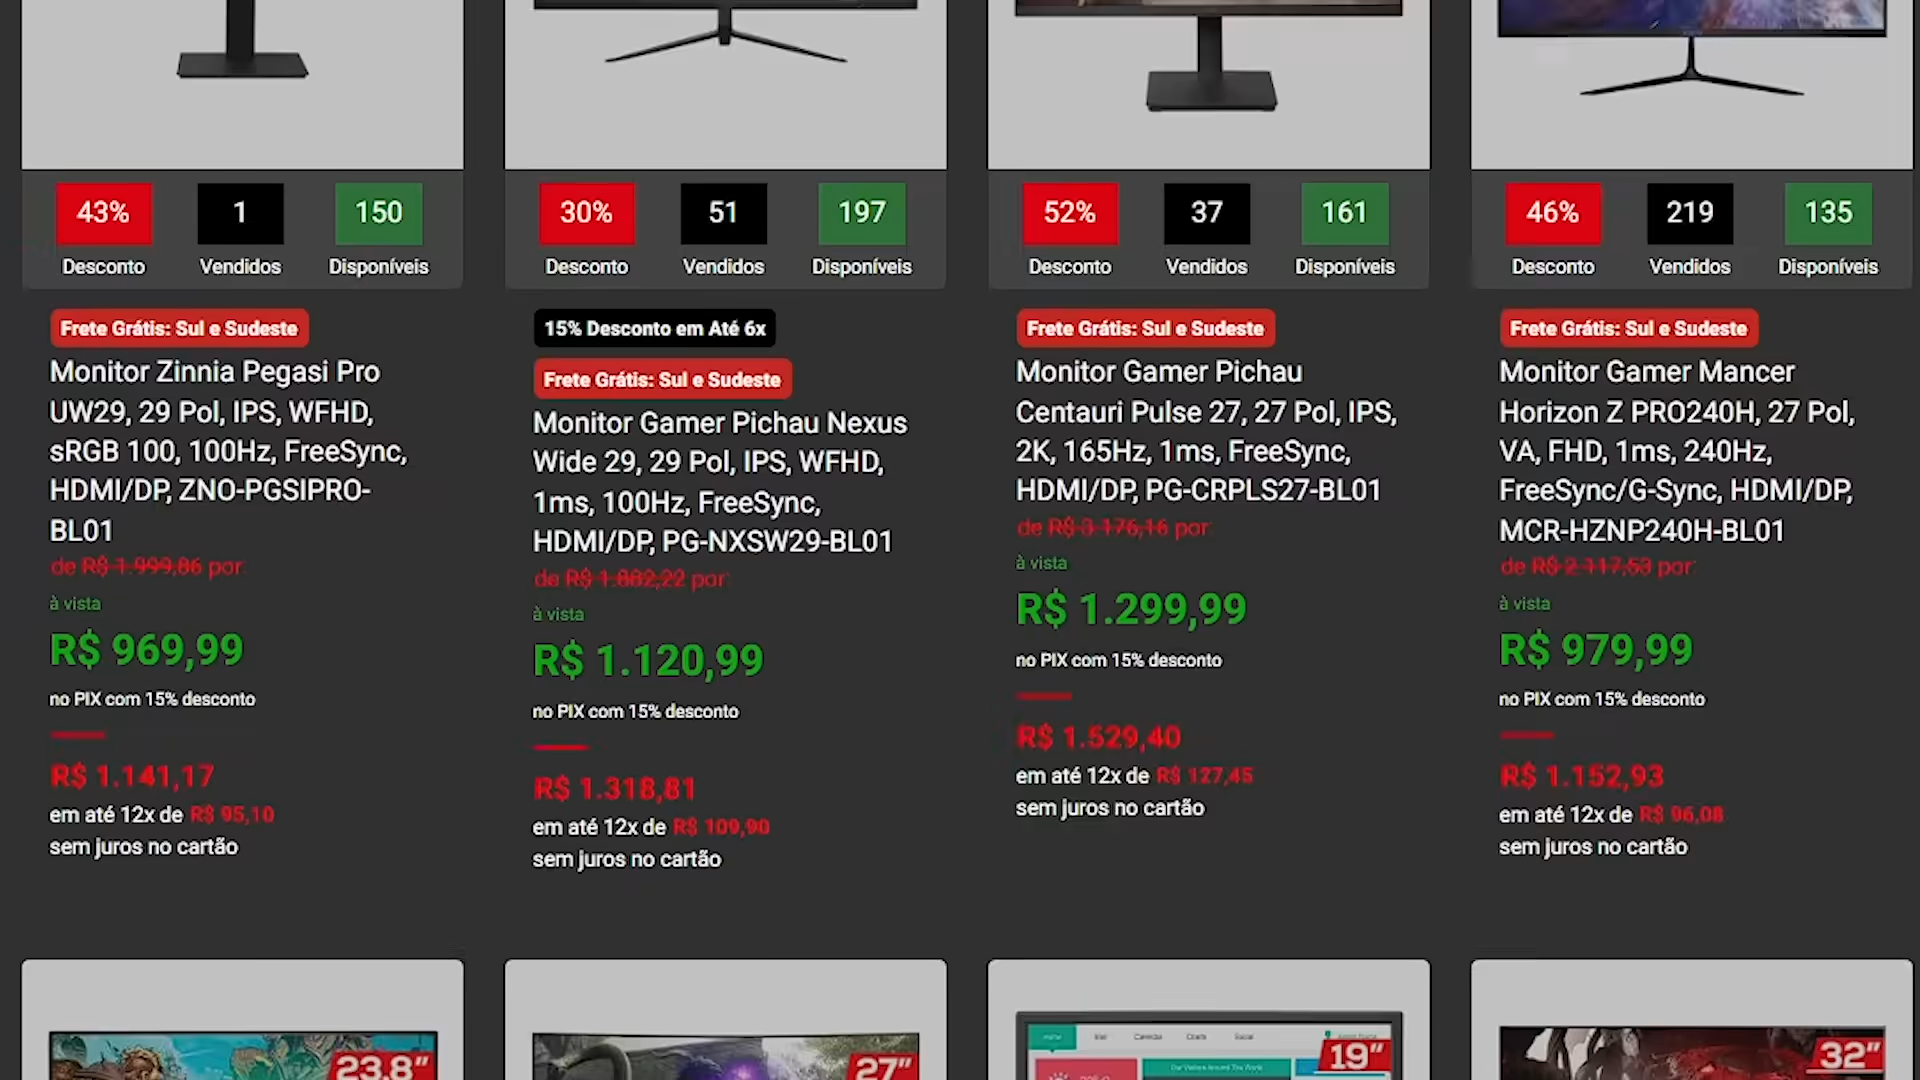 43%
1
150
Desconto
Vendidos
Disponíveis
Frete Grátis: Sul e Sudeste
Monitor Zinnia Pegasi Pro
UW29, 29 Pol, IPS, WFHD,
sRGB 100, 100Hz, FreeSync,
HDMI/DP, ZNO-PGSIPRO-
BL01
de R$ 1.999,86 por:
à vista
R$ 969,99
no PIX com 15% desconto
R$ 1.141,17
em até 12x de R$ 95,10
sem juros no cartão
30%
51
197
Desconto
Vendidos
Disponíveis
15% Desconto em Até 6x
Frete Grátis: Sul e Sudeste
Monitor Gamer Pichau Nexus
Wide 29, 29 Pol, IPS, WFHD,
1ms, 100Hz, FreeSync,
HDMI/DP, PG-NXSW29-BL01
de R$ 1.882,22 por:
à vista
R$ 1.120,99
no PIX com 15% desconto
R$ 1.318,81
em até 12x de R$ 109,90
sem juros no cartão
52%
37
161
Desconto
Vendidos
Disponíveis
Frete Grátis: Sul e Sudeste
Monitor Gamer Pichau
Centauri Pulse 27, 27 Pol, IPS,
2K, 165Hz, 1ms, FreeSync,
HDMI/DP, PG-CRPLS27-BL01
de R$ 3.176,16 por:
à vista
R$ 1.299,99
no PIX com 15% desconto
R$ 1.529,40
em até 12x de R$ 127,45
sem juros no cartão
46%
219
135
Desconto
Vendidos
Disponíveis
Frete Grátis: Sul e Sudeste
Monitor Gamer Mancer
Horizon Z PRO240H, 27 Pol,
VA, FHD, 1ms, 240Hz,
FreeSync/G-Sync, HDMI/DP,
MCR-HZNP240H-BL01
de R$ 2.117,53 por:
à vista
R$ 979,99
no PIX com 15% desconto
R$ 1.152,93
em até 12x de R$ 96,08
sem juros no cartão
23.8"
27"
19"
32"